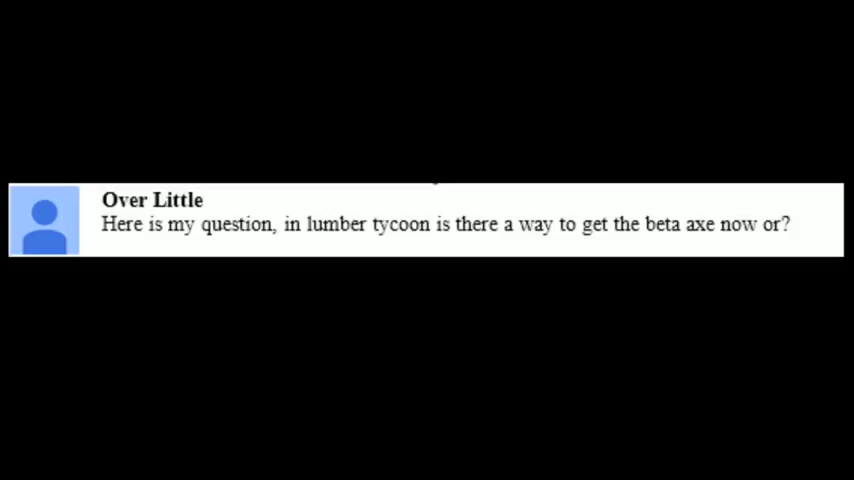 Over Little
Here is my question, in lumber tycoon is there a way to get the beta axe now or?